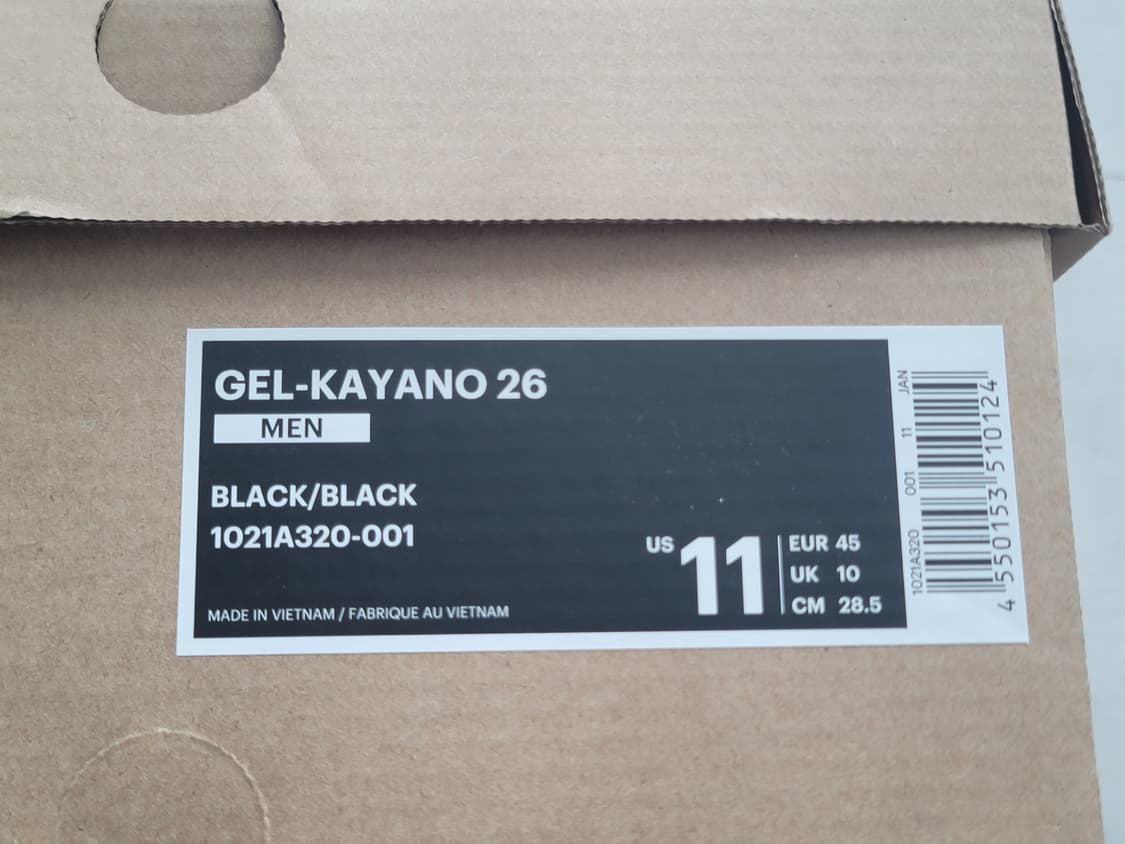 GEL-KAYANO 26
MEN
BLACK/BLACK
1021A320-001
MADE IN VIETNAM / FABRIQUE AU VIETNAM
US 11
EUR 45
UK 10
CM 28.5
1021A320 001 11 JAN
4 550153 510124